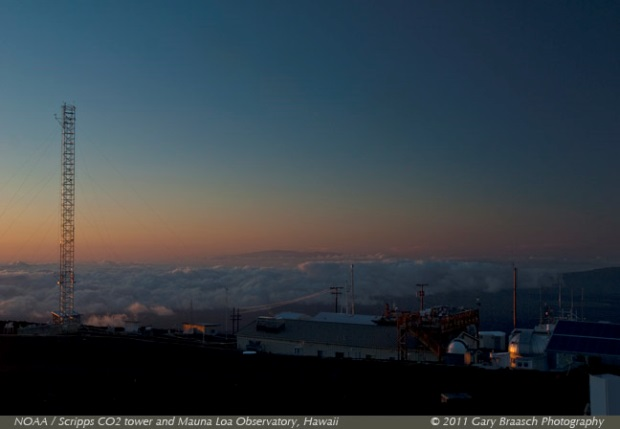 NOAA / Scripps CO2 tower and Mauna Loa Observatory, Hawaii © 2011 Gary Braasch Photography